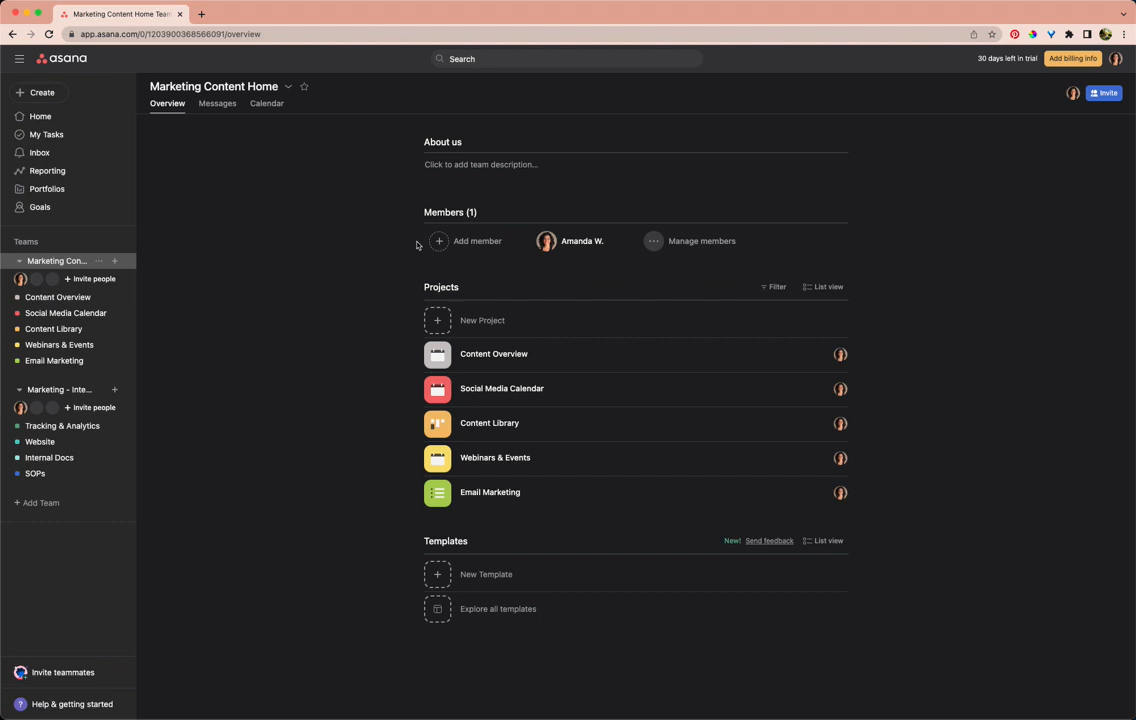 Marketing Content Home Team
app.asana.com/0/1203900368566091/overview
asana
Search
30 days left in trial
Add billing info
Create
Home
My Tasks
Inbox
Reporting
Portfolios
Goals
Teams
Marketing Con...
Invite people
Content Overview
Social Media Calendar
Content Library
Webinars & Events
Email Marketing
Marketing - Inte...
Invite people
Tracking & Analytics
Website
Internal Docs
SOPs
+ Add Team
Invite teammates
? Help & getting started
Marketing Content Home
Overview Messages Calendar
Invite
About us
Click to add team description...
Members (1)
Add member
Amanda W.
Manage members
Projects
Filter
List view
New Project
Content Overview
Social Media Calendar
Content Library
Webinars & Events
Email Marketing
Templates
New! Send feedback
List view
New Template
Explore all templates